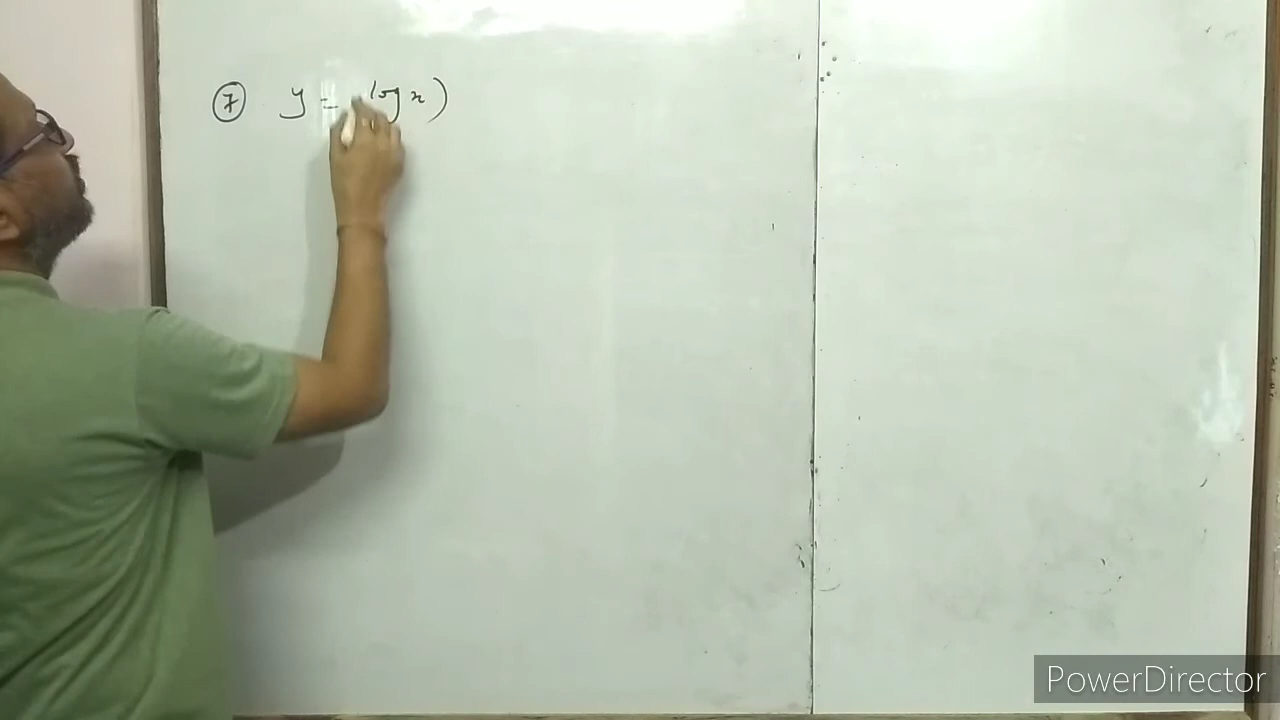 ⑦ y = log x )
PowerDirector